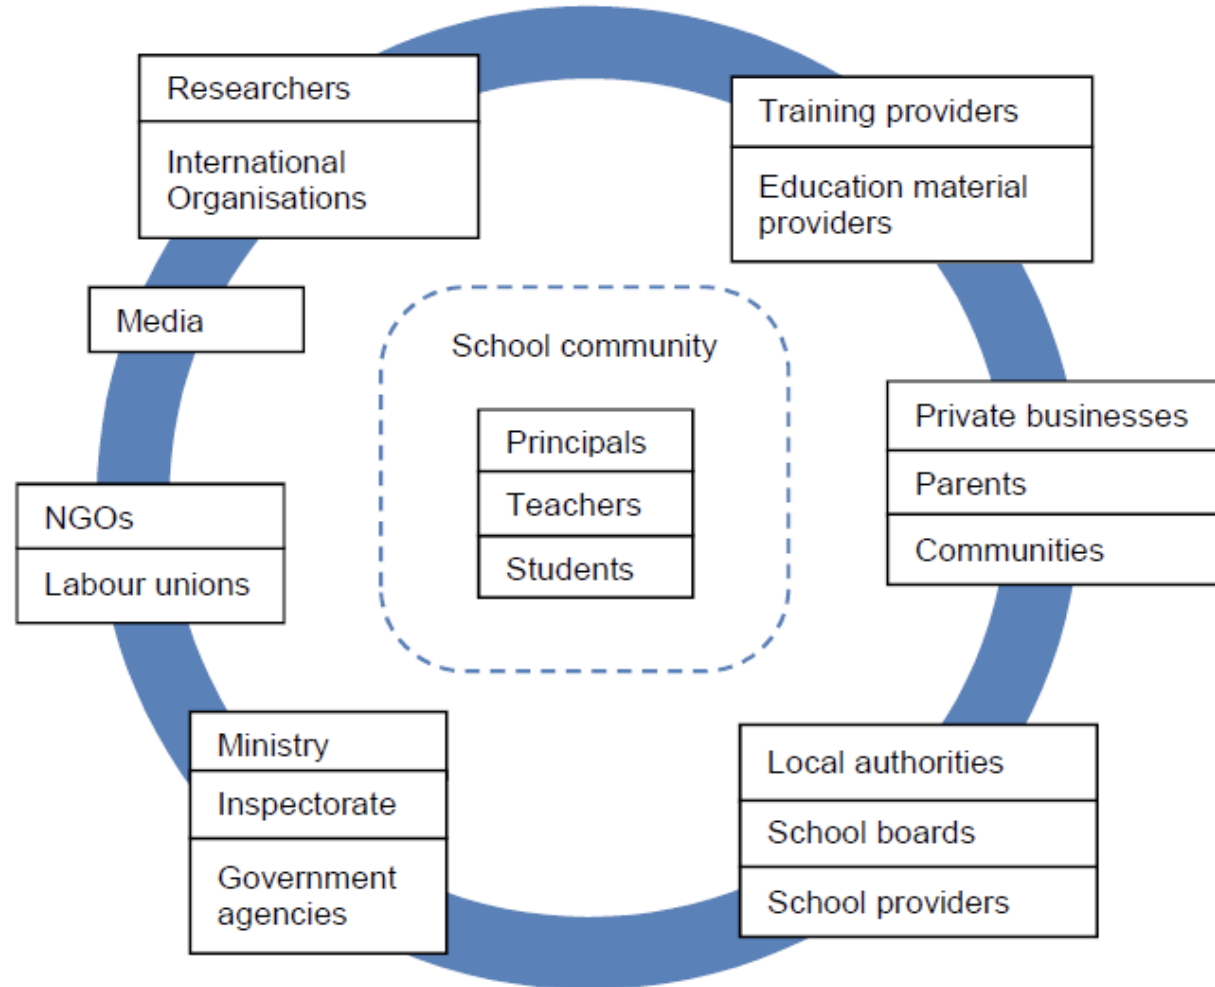 Researchers
International
Organisations
Training providers
Education material
providers
Media
School community
Principals
Teachers
Students
Private businesses
Parents
Communities
NGOs
Labour unions
Ministry
Inspectorate
Government
agencies
Local authorities
School boards
School providers